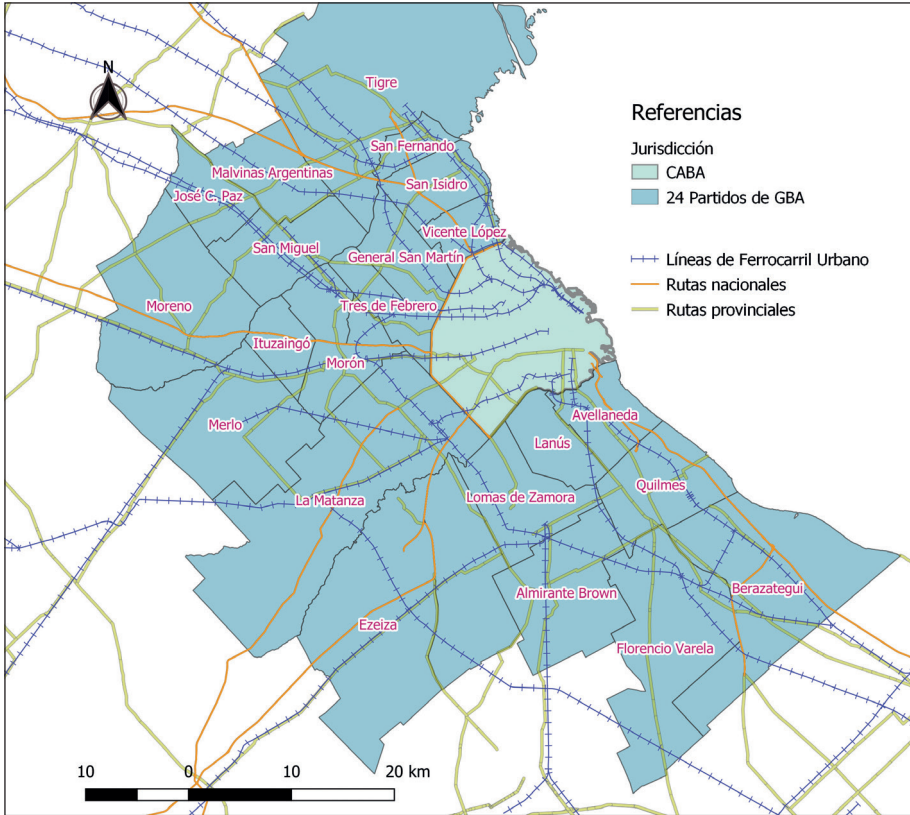 N
Tigre
San Fernando
Malvinas Argentinas
San Isidro
José C. Paz
Vicente López
San Miguel
General San Martín
Moreno
Tres de Febrero
Ituzaingó
Morón
Merlo
Avellaneda
Lanús
La Matanza
Lomas de Zamora
Quilmes
Almirante Brown
Berazategui
Ezeiza
Florencio Varela
Referencias
Jurisdicción
CABA
24 Partidos de GBA
Líneas de Ferrocarril Urbano
Rutas nacionales
Rutas provinciales
10 0 10 20 km